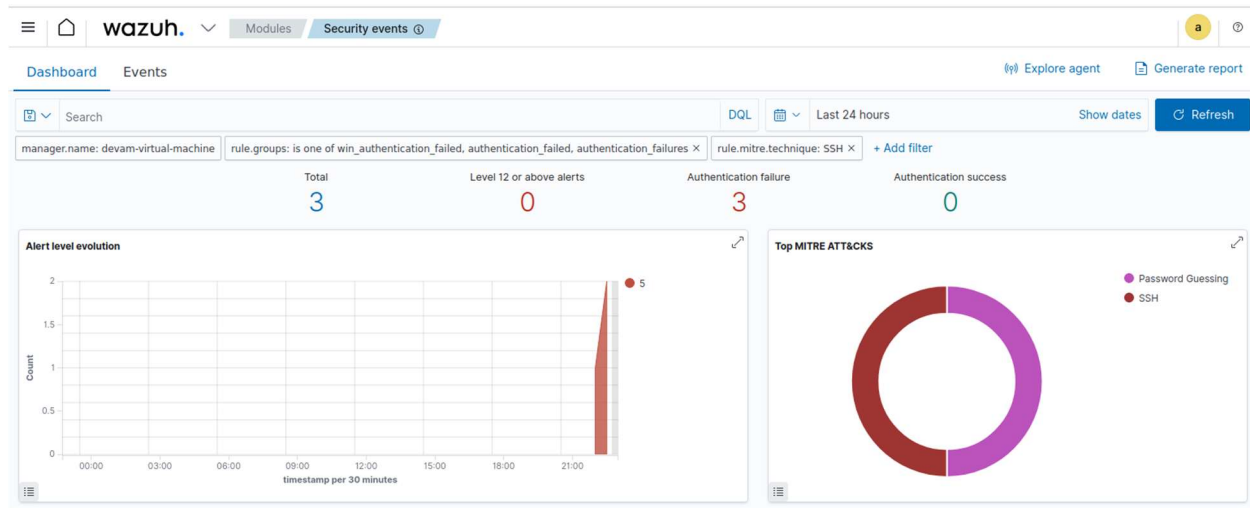 wazuh. Modules Security events a
Dashboard Events Explore agent Generate report
Search DQL Last 24 hours Show dates Refresh
manager.name: devam-virtual-machine rule.groups: is one of win_authentication_failed, authentication_failed, authentication_failures × rule.mitre.technique: SSH × + Add filter
Total Level 12 or above alerts Authentication failure Authentication success
3 0 3 0
Alert level evolution
2
1.5
1
0.5
0
Count
00:00 03:00 06:00 09:00 12:00 15:00 18:00 21:00
timestamp per 30 minutes
5
Top MITRE ATT&CKS
Password Guessing
SSH